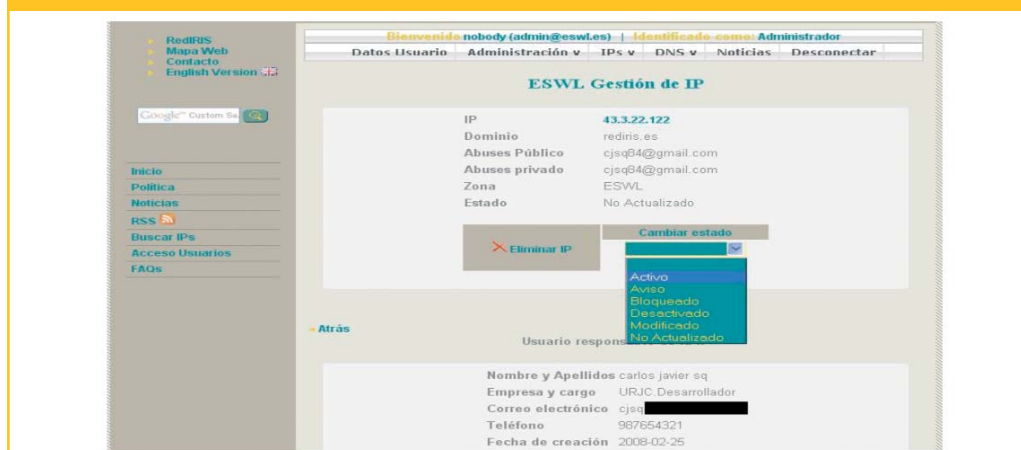 RedIRIS
Mapa Web
Contacto
English Version
Google™ Custom Se
Inicio
Política
Noticias
RSS
Buscar IPs
Acceso Usuarios
FAQs
Bienvenido nobody (admin@eswl.es) | Identificado como: Administrador
Datos Usuario Administración v IPs v DNS v Noticias Desconectar
ESWL Gestión de IP
IP 43.3.22.122
Dominio rediris.es
Abuses Público cjsq84@gmail.com
Abuses privado cjsq84@gmail.com
Zona ESWL
Estado No Actualizado
Eliminar IP
Cambiar estado
Activo
Aviso
Bloqueado
Desactivado
Modificado
No Actualizado
Atrás
Usuario respons
Nombre y Apellidos carlos javier sq
Empresa y cargo URJC,Desarrollador
Correo electrónico cjsq
Teléfono 987654321
Fecha de creación 2008-02-25